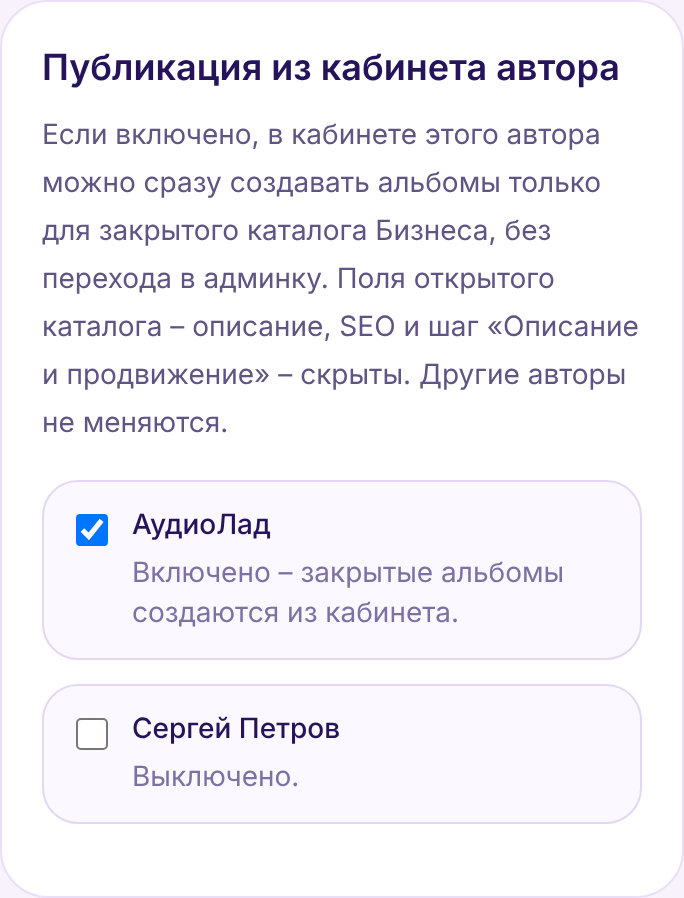 Публикация из кабинета автора
Если включено, в кабинете этого автора
можно сразу создавать альбомы только
для закрытого каталога Бизнеса, без
перехода в админку. Поля открытого
каталога – описание, SEO и шаг «Описание
и продвижение» – скрыты. Другие авторы
не меняются.
АудиоЛад
Включено – закрытые альбомы
создаются из кабинета.
Сергей Петров
Выключено.